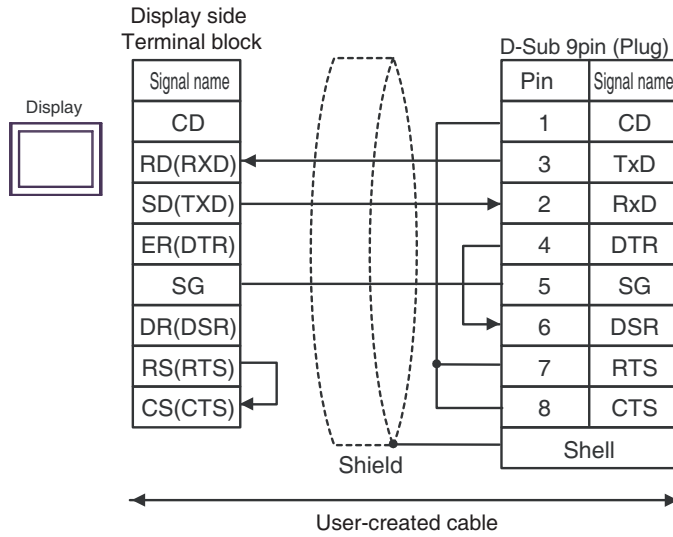 Display side
Terminal block
D-Sub 9pin (Plug)
Display
Signal name
CD
RD(RXD)
SD(TXD)
ER(DTR)
SG
DR(DSR)
RS(RTS)
CS(CTS)
Pin Signal name
1 CD
3 TxD
2 RxD
4 DTR
5 SG
6 DSR
7 RTS
8 CTS
Shell
Shield
User-created cable